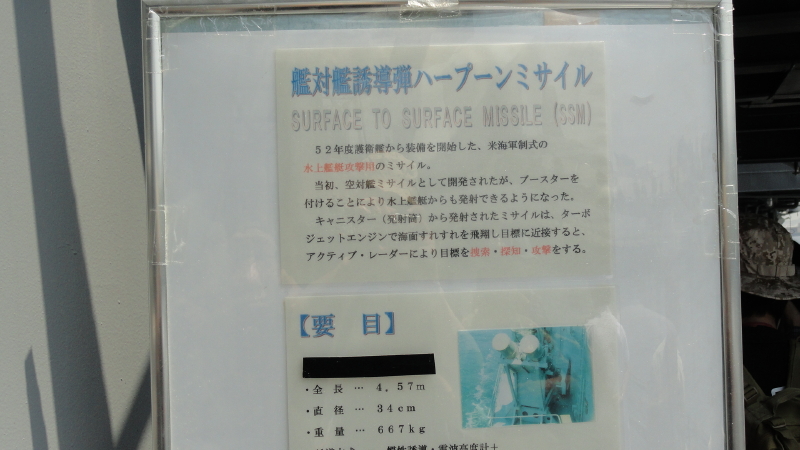 艦対艦誘導弾ハープーンミサイル
SURFACE TO SURFACE MISSILE (SSM)
５２年度護衛艦から装備を開始した、米海軍制式の
水上艦艇攻撃用のミサイル。
当初、空対艦ミサイルとして開発されたが、ブースターを
付けることにより水上艦艇からも発射できるようになった。
キャニスター（発射筒）から発射されたミサイルは、ターボ
ジェットエンジンで海面すれすれを飛翔し目標に近接すると、
アクティブ・レーダーにより目標を捜索・探知・攻撃をする。
【要　目】
・全　長　…　４．５７ｍ
・直　径　…　３４ｃｍ
・重　量　…　６６７ｋｇ
慣性誘導・電波高度計＋